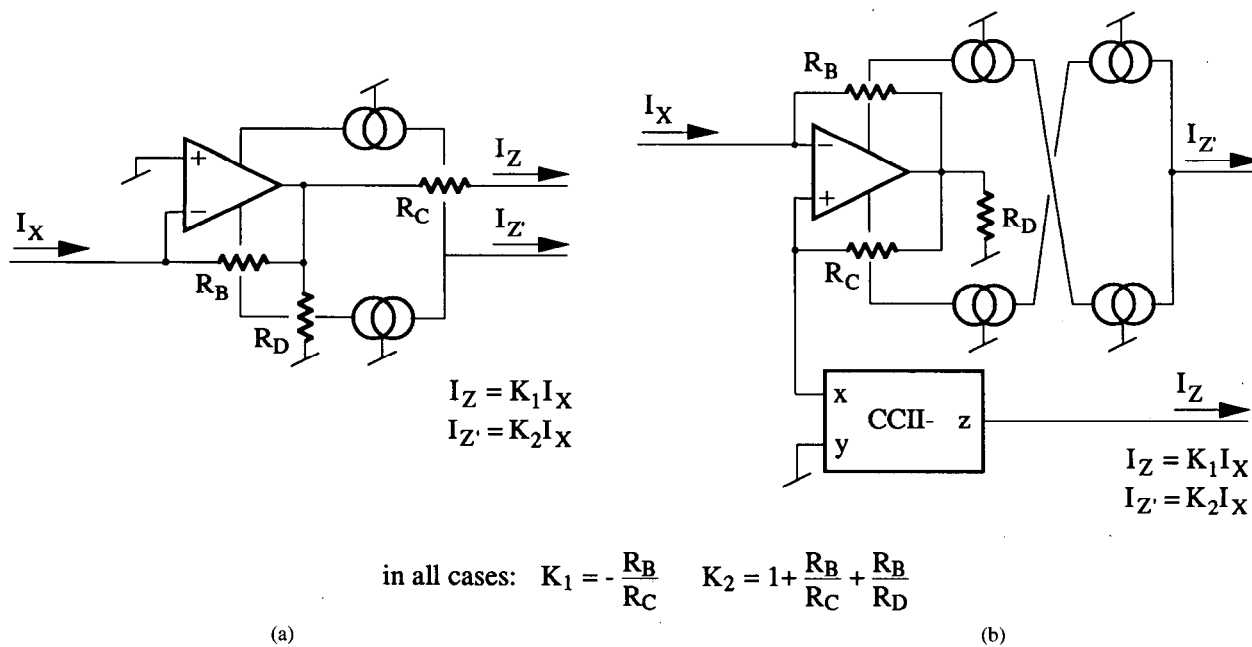 I_X
+
−
R_B
R_D
R_C
I_Z
I_Z'
I_Z = K_1 I_X
I_Z' = K_2 I_X
I_X
R_B
−
+
R_C
R_D
I_Z'
x
y
CCII-
z
I_Z
I_Z = K_1 I_X
I_Z' = K_2 I_X
in all cases: K_1 = - R_B/R_C K_2 = 1+ R_B/R_C + R_B/R_D
(a)
(b)